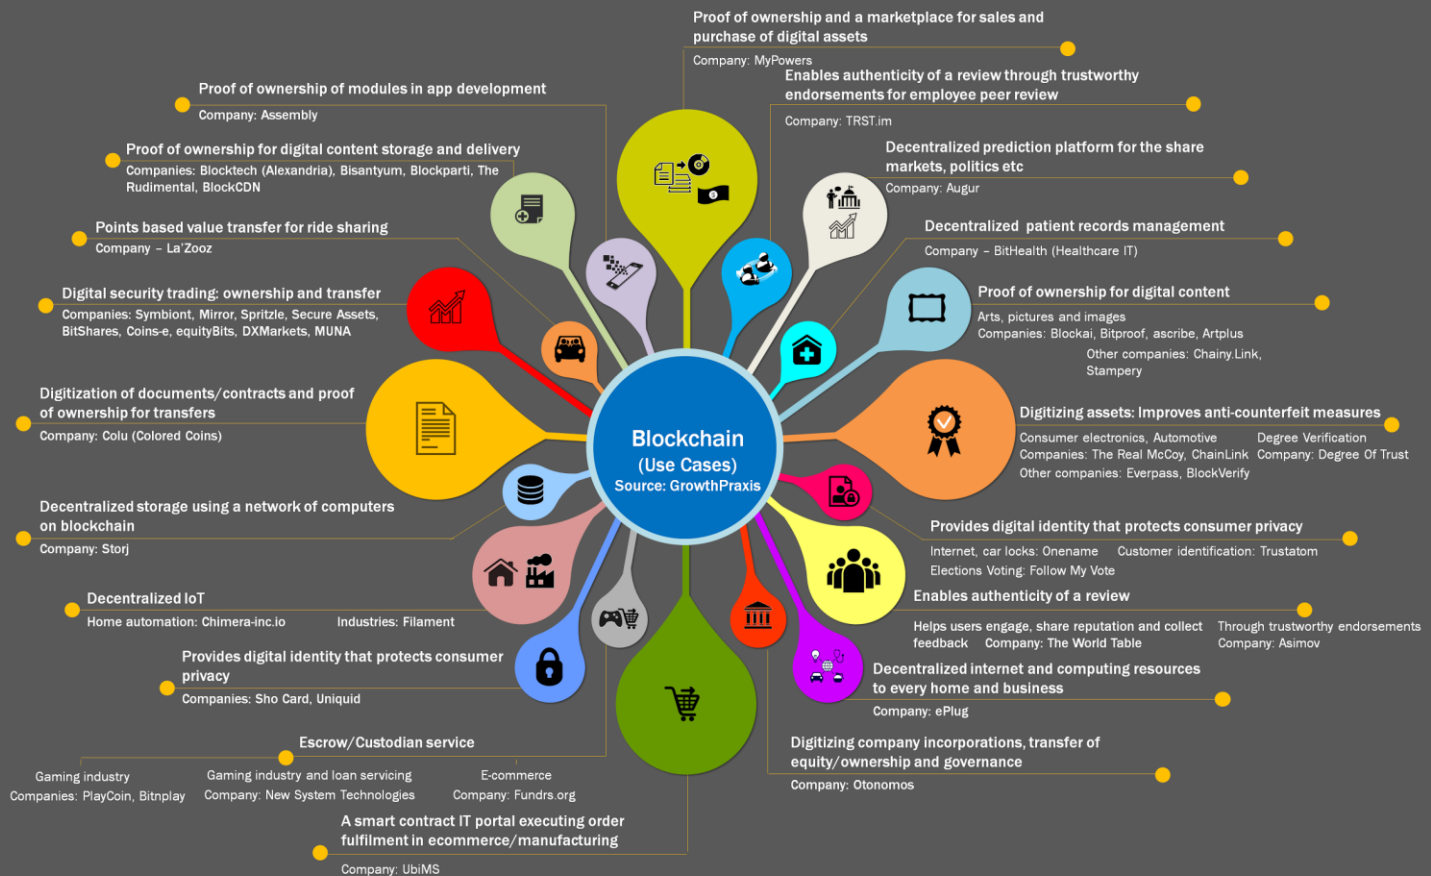 Proof of ownership and a marketplace for sales and
purchase of digital assets
Company: MyPowers
Enables authenticity of a review through trustworthy
endorsements for employee peer review
Company: TRST.im
Decentralized prediction platform for the share
markets, politics etc
Company: Augur
Decentralized patient records management
Company – BitHealth (Healthcare IT)
Proof of ownership for digital content
Arts, pictures and images
Companies: Blockai, Bitproof, ascribe, Artplus
Other companies: Chainy.Link,
Stampery
Digitizing assets: Improves anti-counterfeit measures
Consumer electronics, Automotive
Companies: The Real McCoy, ChainLink
Degree Verification
Company: Degree Of Trust
Other companies: Everpass, BlockVerify
Provides digital identity that protects consumer privacy
Internet, car locks: Onename
Customer identification: Trustatom
Elections Voting: Follow My Vote
Enables authenticity of a review
Helps users engage, share reputation and collect
feedback Company: The World Table
Through trustworthy endorsements
Company: Asimov
Decentralized internet and computing resources
to every home and business
Company: ePlug
Digitizing company incorporations, transfer of
equity/ownership and governance
Company: Otonomos
A smart contract IT portal executing order
fulfilment in ecommerce/manufacturing
Company: UbiMS
Escrow/Custodian service
Gaming industry
Companies: PlayCoin, Bitnplay
Gaming industry and loan servicing
Company: New System Technologies
E-commerce
Company: Fundrs.org
Provides digital identity that protects consumer
privacy
Companies: Sho Card, Uniquid
Decentralized IoT
Home automation: Chimera-inc.io
Industries: Filament
Decentralized storage using a network of computers
on blockchain
Company: Storj
Digitization of documents/contracts and proof
of ownership for transfers
Company: Colu (Colored Coins)
Digital security trading: ownership and transfer
Companies: Symbiont, Mirror, Spritzle, Secure Assets,
BitShares, Coins-e, equityBits, DXMarkets, MUNA
Points based value transfer for ride sharing
Company – La'Zooz
Proof of ownership for digital content storage and delivery
Companies: Blocktech (Alexandria), Bisantyum, Blockparti, The
Rudimental, BlockCDN
Proof of ownership of modules in app development
Company: Assembly
Blockchain
(Use Cases)
Source: GrowthPraxis